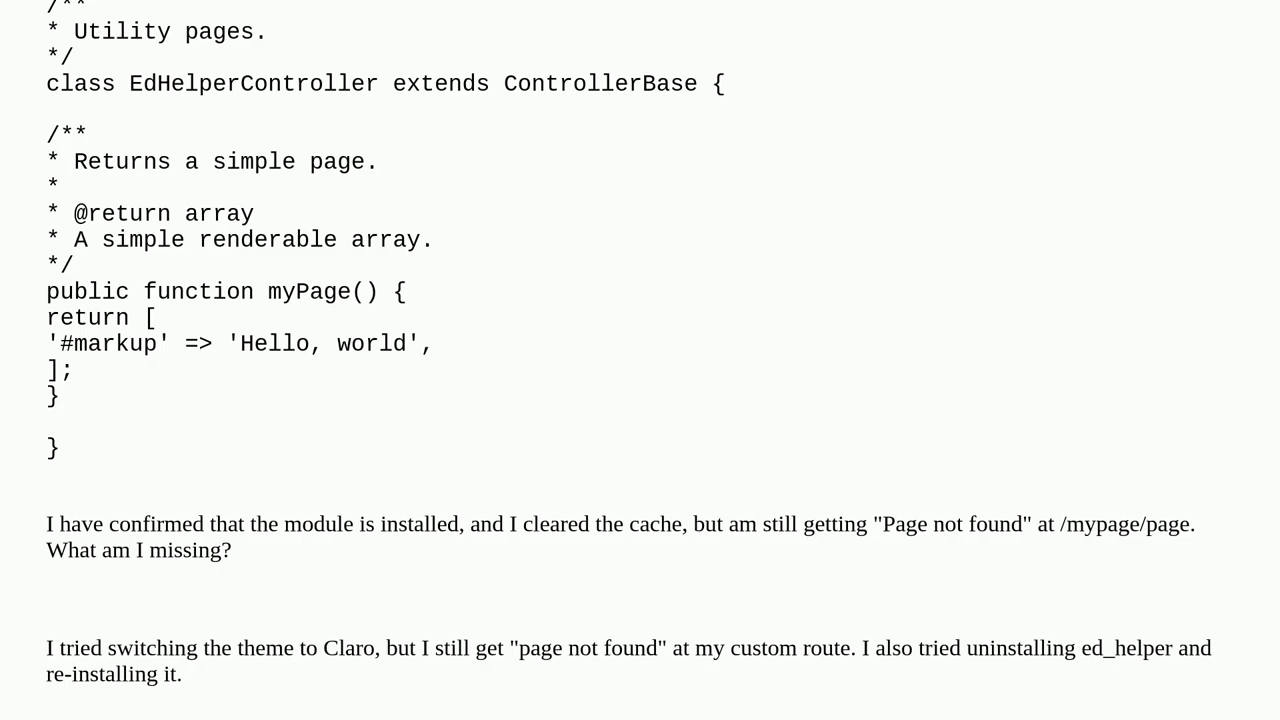 /**
* Utility pages.
*/
class EdHelperController extends ControllerBase {
/**
* Returns a simple page.
*
* @return array
* A simple renderable array.
*/
public function myPage() {
return [
'#markup' => 'Hello, world',
];
}
}
I have confirmed that the module is installed, and I cleared the cache, but am still getting "Page not found" at /mypage/page.
What am I missing?
I tried switching the theme to Claro, but I still get "page not found" at my custom route. I also tried uninstalling ed_helper and
re-installing it.